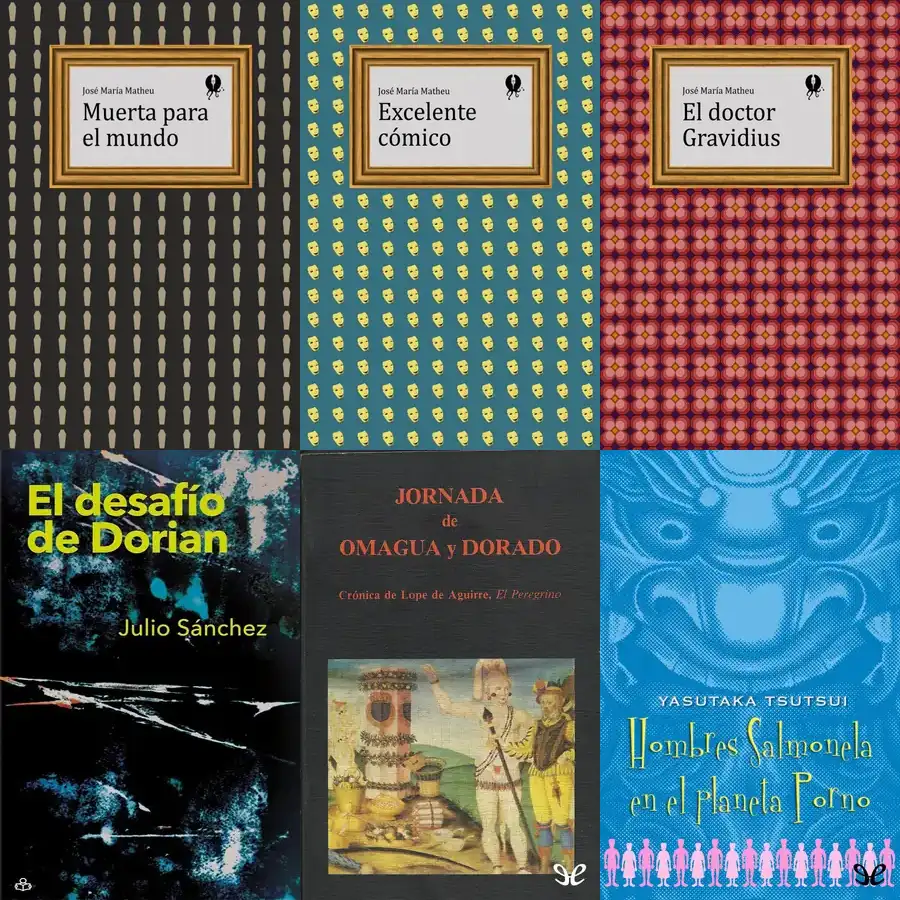 José María Matheu
Muerta para
el mundo
José María Matheu
Excelente
cómico
José María Matheu
El doctor
Gravidius
El desafío
de Dorian
Julio Sánchez
JORNADA
de
OMAGUA y DORADO
Crónica de Lope de Aguirre, El Peregrino
YASUTAKA TSUTSUI
Hombres Salmonela
en el planeta Porno